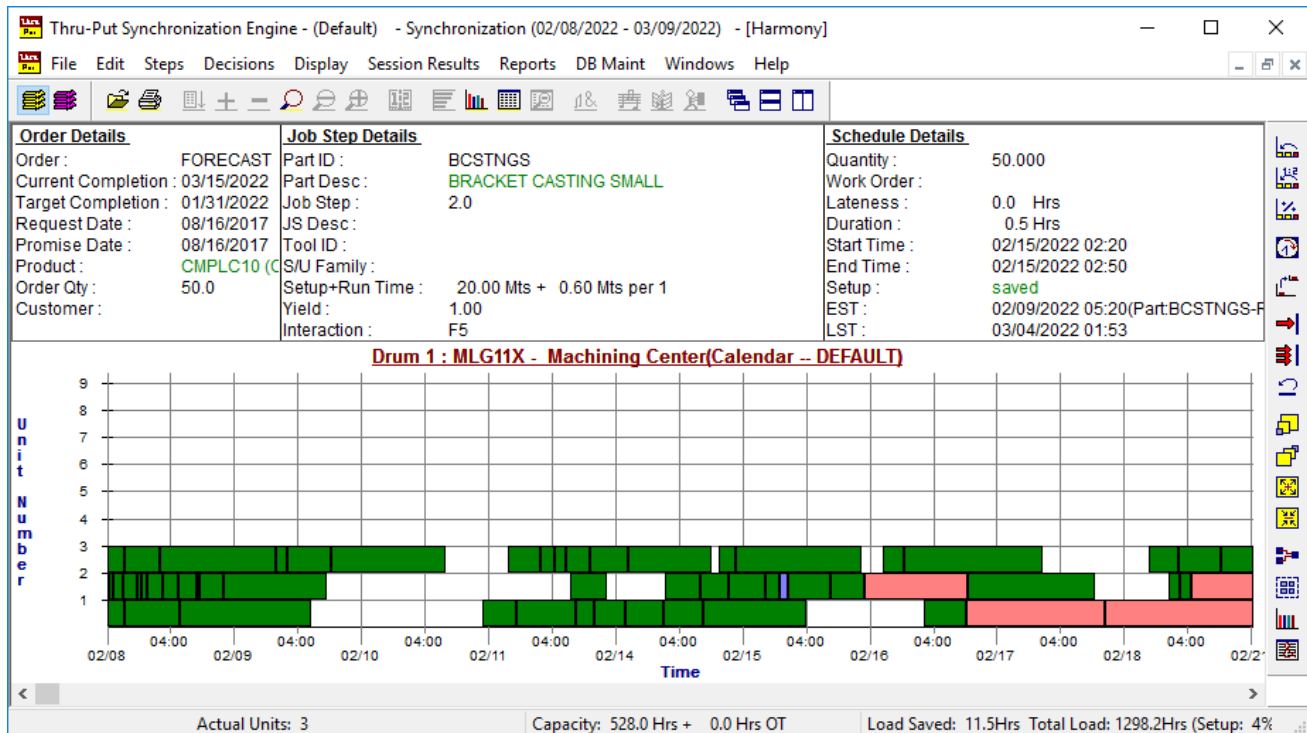 Thru-Put Synchronization Engine - (Default) - Synchronization (02/08/2022 - 03/09/2022) - [Harmony]
File Edit Steps Decisions Display Session Results Reports DB Maint Windows Help
Order Details
Order : FORECAST
Current Completion : 03/15/2022
Target Completion : 01/31/2022
Request Date : 08/16/2017
Promise Date : 08/16/2017
Product : CMPLC10 (C
Order Qty : 50.0
Customer :
Job Step Details
Part ID : BCSTNGS
Part Desc : BRACKET CASTING SMALL
Job Step : 2.0
JS Desc :
Tool ID :
S/U Family :
Setup+Run Time : 20.00 Mts + 0.60 Mts per 1
Yield : 1.00
Interaction : F5
Schedule Details
Quantity : 50.000
Work Order :
Lateness : 0.0 Hrs
Duration : 0.5 Hrs
Start Time : 02/15/2022 02:20
End Time : 02/15/2022 02:50
Setup : saved
EST : 02/09/2022 05:20(Part:BCSTNGS-F
LST : 03/04/2022 01:53
Drum 1 : MLG11X - Machining Center(Calendar -- DEFAULT)
Unit Number
9
8
7
6
5
4
3
2
1
04:00 04:00 04:00 04:00 04:00 04:00 04:00 04:00 04:00
02/08 02/09 02/10 02/11 02/14 02/15 02/16 02/17 02/18 02/2
Time
Actual Units: 3 Capacity: 528.0 Hrs + 0.0 Hrs OT Load Saved: 11.5Hrs Total Load: 1298.2Hrs (Setup: 4%